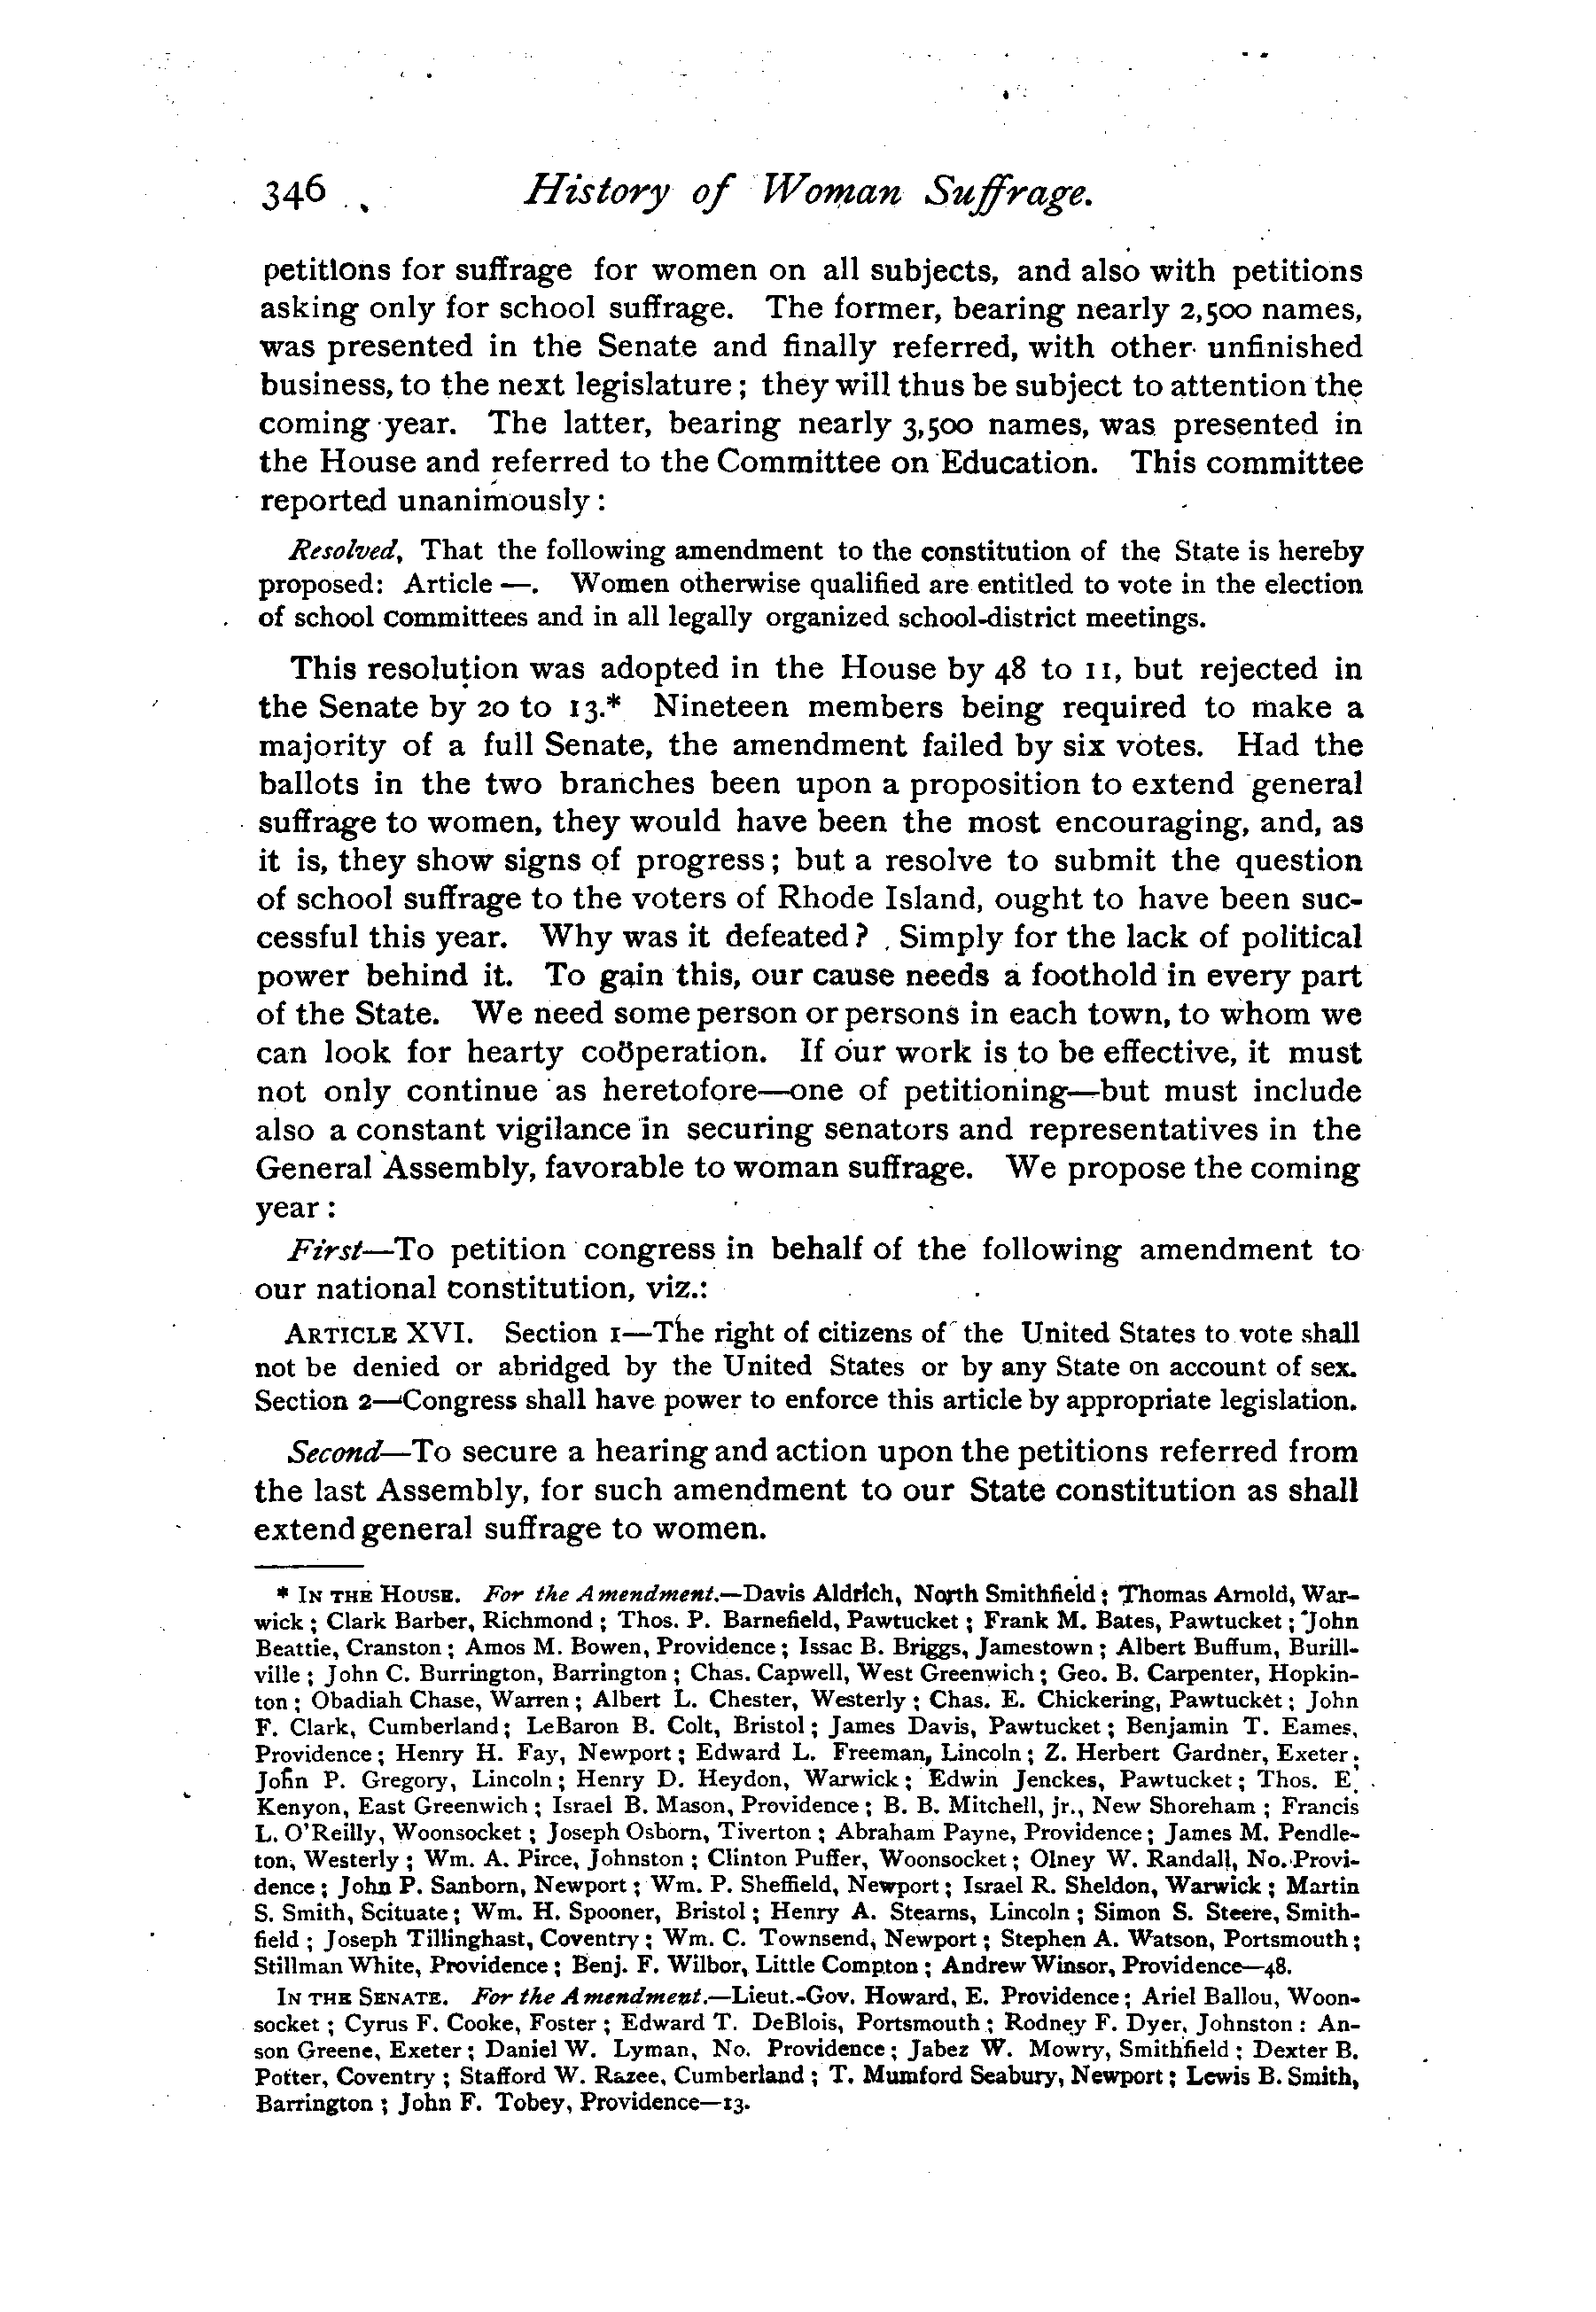 346 History of Woman Suffrage.
petitions for suffrage for women on all subjects, and also with petitions
asking only for school suffrage. The former, bearing nearly 2,500 names,
was presented in the Senate and finally referred, with other unfinished
business, to the next legislature; they will thus be subject to attention the
coming year. The latter, bearing nearly 3,500 names, was presented in
the House and referred to the Committee on Education. This committee
reported unanimously:
Resolved, That the following amendment to the constitution of the State is hereby
proposed: Article —. Women otherwise qualified are entitled to vote in the election
of school committees and in all legally organized school-district meetings.
This resolution was adopted in the House by 48 to 11, but rejected in
the Senate by 20 to 13.* Nineteen members being required to make a
majority of a full Senate, the amendment failed by six votes. Had the
ballots in the two branches been upon a proposition to extend general
suffrage to women, they would have been the most encouraging, and, as
it is, they show signs of progress; but a resolve to submit the question
of school suffrage to the voters of Rhode Island, ought to have been suc-
cessful this year. Why was it defeated? Simply for the lack of political
power behind it. To gain this, our cause needs a foothold in every part
of the State. We need some person or persons in each town, to whom we
can look for hearty coöperation. If our work is to be effective, it must
not only continue as heretofore—one of petitioning—but must include
also a constant vigilance in securing senators and representatives in the
General Assembly, favorable to woman suffrage. We propose the coming
year:
First—To petition congress in behalf of the following amendment to
our national constitution, viz.:
ARTICLE XVI. Section 1—The right of citizens of the United States to vote shall
not be denied or abridged by the United States or by any State on account of sex.
Section 2—Congress shall have power to enforce this article by appropriate legislation.
Second—To secure a hearing and action upon the petitions referred from
the last Assembly, for such amendment to our State constitution as shall
extend general suffrage to women.
* IN THE HOUSE. For the Amendment.—Davis Aldrich, North Smithfield; Thomas Arnold, War-
wick; Clark Barber, Richmond; Thos. P. Barnefield, Pawtucket; Frank M. Bates, Pawtucket; John
Beattie, Cranston; Amos M. Bowen, Providence; Issac B. Briggs, Jamestown; Albert Buffum, Burill-
ville; John C. Burrington, Barrington; Chas. Capwell, West Greenwich; Geo. B. Carpenter, Hopkin-
ton; Obadiah Chase, Warren; Albert L. Chester, Westerly; Chas. E. Chickering, Pawtucket; John
F. Clark, Cumberland; LeBaron B. Colt, Bristol; James Davis, Pawtucket; Benjamin T. Eames,
Providence; Henry H. Fay, Newport; Edward L. Freeman, Lincoln; Z. Herbert Gardner, Exeter;
John P. Gregory, Lincoln; Henry D. Heydon, Warwick; Edwin Jenckes, Pawtucket; Thos. E.
Kenyon, East Greenwich; Israel B. Mason, Providence; B. B. Mitchell, jr., New Shoreham; Francis
L. O'Reilly, Woonsocket; Joseph Osborn, Tiverton; Abraham Payne, Providence; James M. Pendle-
ton, Westerly; Wm. A. Pirce, Johnston; Clinton Puffer, Woonsocket; Olney W. Randall, No. Provi-
dence; John P. Sanborn, Newport; Wm. P. Sheffield, Newport; Israel R. Sheldon, Warwick; Martin
S. Smith, Scituate; Wm. H. Spooner, Bristol; Henry A. Stearns, Lincoln; Simon S. Steere, Smith-
field; Joseph Tillinghast, Coventry; Wm. C. Townsend, Newport; Stephen A. Watson, Portsmouth;
Stillman White, Providence; Benj. F. Wilbor, Little Compton; Andrew Winsor, Providence—48.
IN THE SENATE. For the Amendment.—Lieut.-Gov. Howard, E. Providence; Ariel Ballou, Woon-
socket; Cyrus F. Cooke, Foster; Edward T. DeBlois, Portsmouth; Rodney F. Dyer, Johnston: An-
son Greene, Exeter; Daniel W. Lyman, No. Providence; Jabez W. Mowry, Smithfield; Dexter B.
Potter, Coventry; Stafford W. Razee, Cumberland; T. Mumford Seabury, Newport; Lewis B. Smith,
Barrington; John F. Tobey, Providence—13.